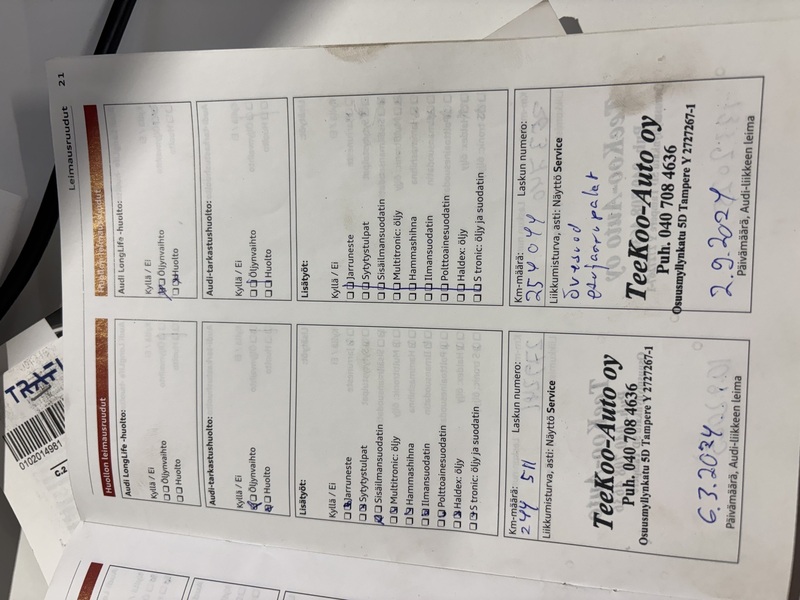 Leimausruudut 21
Huollon leimausruudut
Audi LongLife -huolto:
Kyllä / Ei
Öljynvaihto
Huolto
Audi-tarkastushuolto:
Kyllä / Ei
Öljynvaihto
Huolto
Lisätyöt:
Kyllä / Ei
Jarruneste
Sytytystulpat
Sisäilmansuodatin
Multitronic: öljy
Hammashihna
Ilmansuodatin
Polttoainesuodatin
Haldex: öljy
S tronic: öljy ja suodatin
Km-määrä: Laskun numero:
244 511
Liikkumisturva, asti: Näyttö Service
TeeKoo-Auto oy
Puh. 040 708 4636
Osuusmyllynkatu 5D Tampere Y 2727267-1
6.3.2024
Päivämäärä, Audi-liikkeen leima
Huollon leimausruudut
Audi LongLife -huolto:
Kyllä / Ei
Öljynvaihto
Huolto
Audi-tarkastushuolto:
Kyllä / Ei
Öljynvaihto
Huolto
Lisätyöt:
Kyllä / Ei
Jarruneste
Sytytystulpat
Sisäilmansuodatin
Multitronic: öljy
Hammashihna
Ilmansuodatin
Polttoainesuodatin
Haldex: öljy
S tronic: öljy ja suodatin
Km-määrä: Laskun numero:
254 044
Liikkumisturva, asti: Näyttö Service
esijarrupalat
TeeKoo-Auto oy
Puh. 040 708 4636
Osuusmyllynkatu 5D Tampere Y 2727267-1
2.9.2024
Päivämäärä, Audi-liikkeen leima
TRAFI
0102014981
C.2